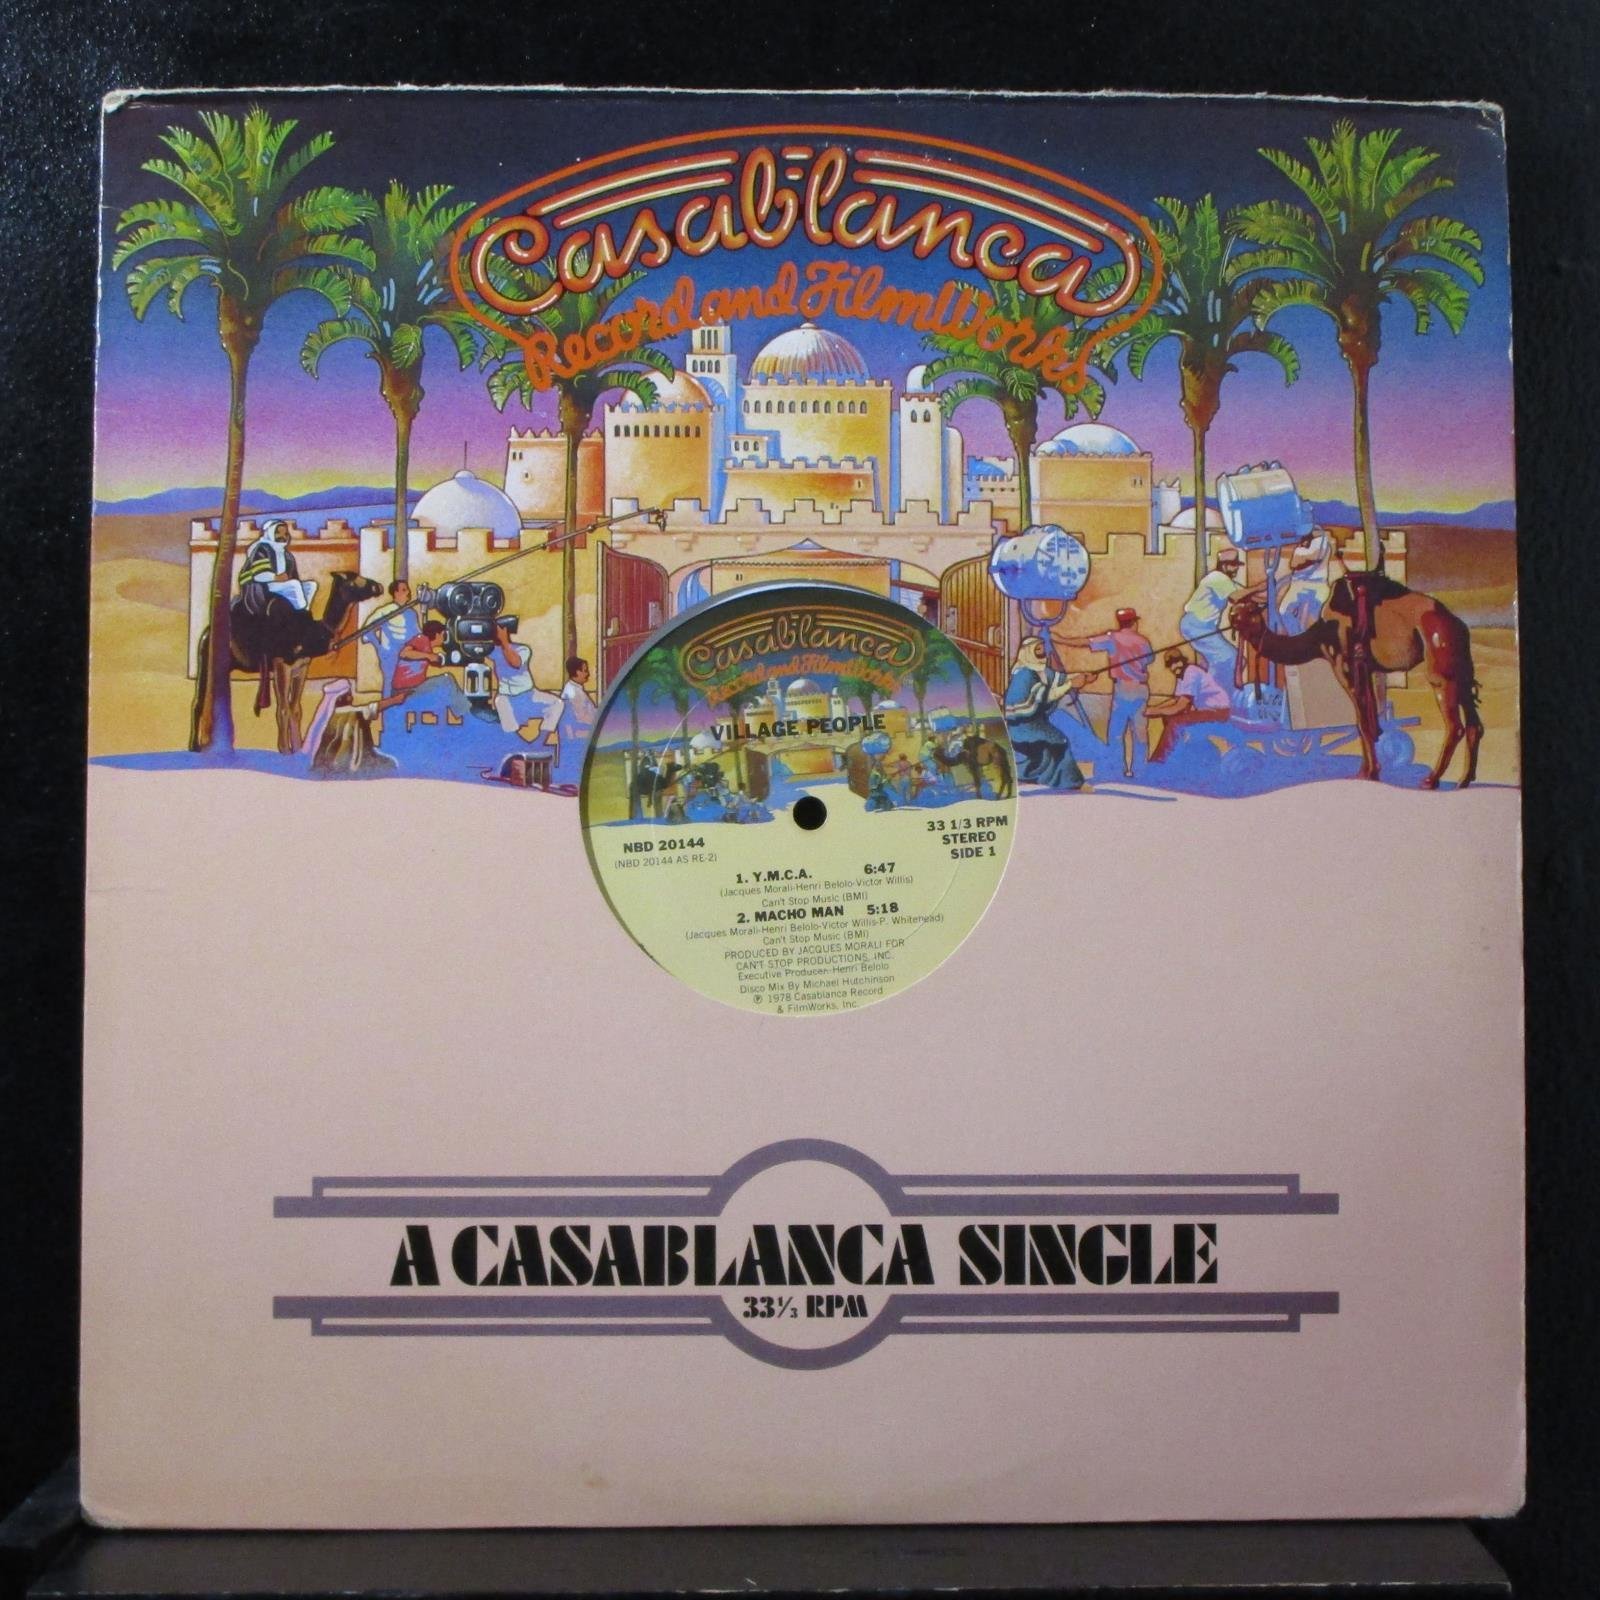 Casablanca
Record and FilmWorks
Casablanca
Record and FilmWorks
VILLAGE PEOPLE
NBD 20144
(NBD 20144 AS RE-2)
33 1/3 RPM
STEREO
SIDE 1
1. Y.M.C.A. 6:47
(Jacques Morali-Henri Belolo-Victor Willis)
Can't Stop Music (BMI)
2. MACHO MAN 5:18
(Jacques Morali-Henri Belolo-Victor Willis-P. Whitehead)
Can't Stop Music (BMI)
PRODUCED BY JACQUES MORALI FOR
CAN'T STOP PRODUCTIONS, INC.
Executive Producer: Henri Belolo
Disco Mix By Michael Hutchinson
℗ 1978 Casablanca Record
& FilmWorks, Inc.
A CASABLANCA SINGLE
33⅓ RPM